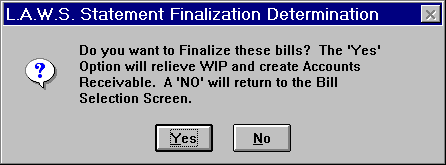 L.A.W.S. Statement Finalization Determination
Do you want to Finalize these bills?  The 'Yes'
Option will relieve WIP and create Accounts
Receivable.  A 'NO' will return to the Bill
Selection Screen.
?
Yes
No